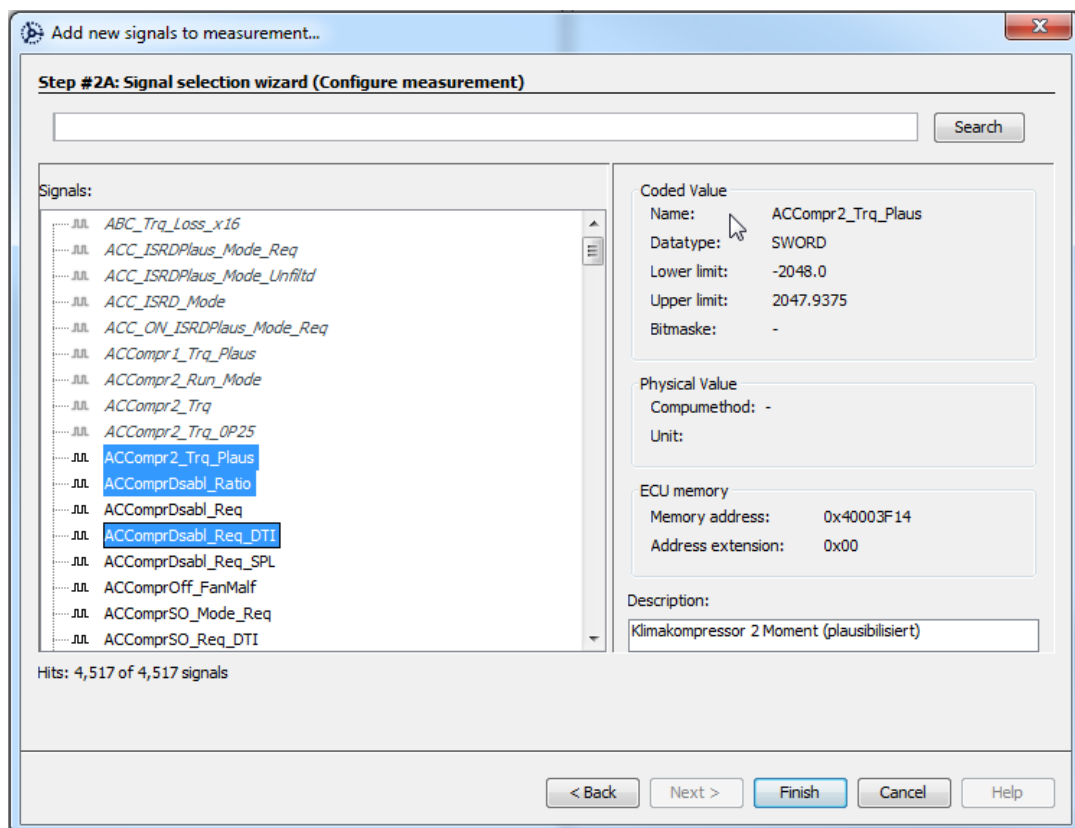 Add new signals to measurement...
Step #2A: Signal selection wizard (Configure measurement)
Search
Signals:
ABC_Trq_Loss_x16
ACC_ISRDPlaus_Mode_Req
ACC_ISRDPlaus_Mode_Unfiltd
ACC_ISRD_Mode
ACC_ON_ISRDPlaus_Mode_Req
ACCompr1_Trq_Plaus
ACCompr2_Run_Mode
ACCompr2_Trq
ACCompr2_Trq_0P25
ACCompr2_Trq_Plaus
ACComprDsabl_Ratio
ACComprDsabl_Req
ACComprDsabl_Req_DTI
ACComprDsabl_Req_SPL
ACComprOff_FanMalf
ACComprSO_Mode_Req
ACComprSO_Req_DTI
Hits: 4,517 of 4,517 signals
Coded Value
Name: ACCompr2_Trq_Plaus
Datatype: SWORD
Lower limit: -2048.0
Upper limit: 2047.9375
Bitmaske: -
Physical Value
Compumethod: -
Unit:
ECU memory
Memory address: 0x40003F14
Address extension: 0x00
Description:
Klimakompressor 2 Moment (plausibilisiert)
< Back Next > Finish Cancel Help